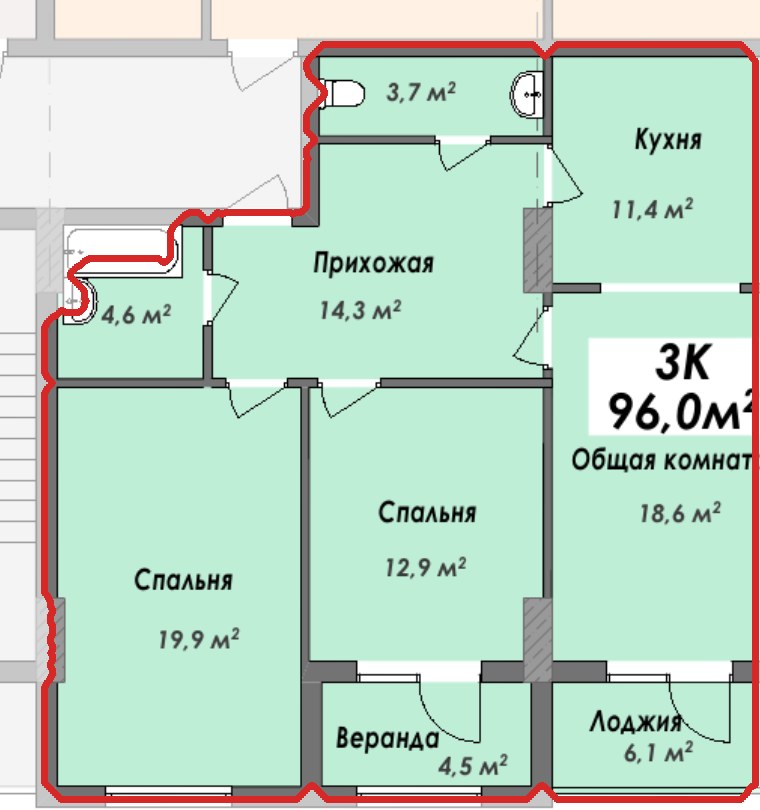 3,7 м²
Кухня
11,4 м²
Прихожая
14,3 м²
4,6 м²
3К
96,0м²
Общая комнат
18,6 м²
Спальня
12,9 м²
Спальня
19,9 м²
Веранда
4,5 м²
Лоджия
6,1 м²